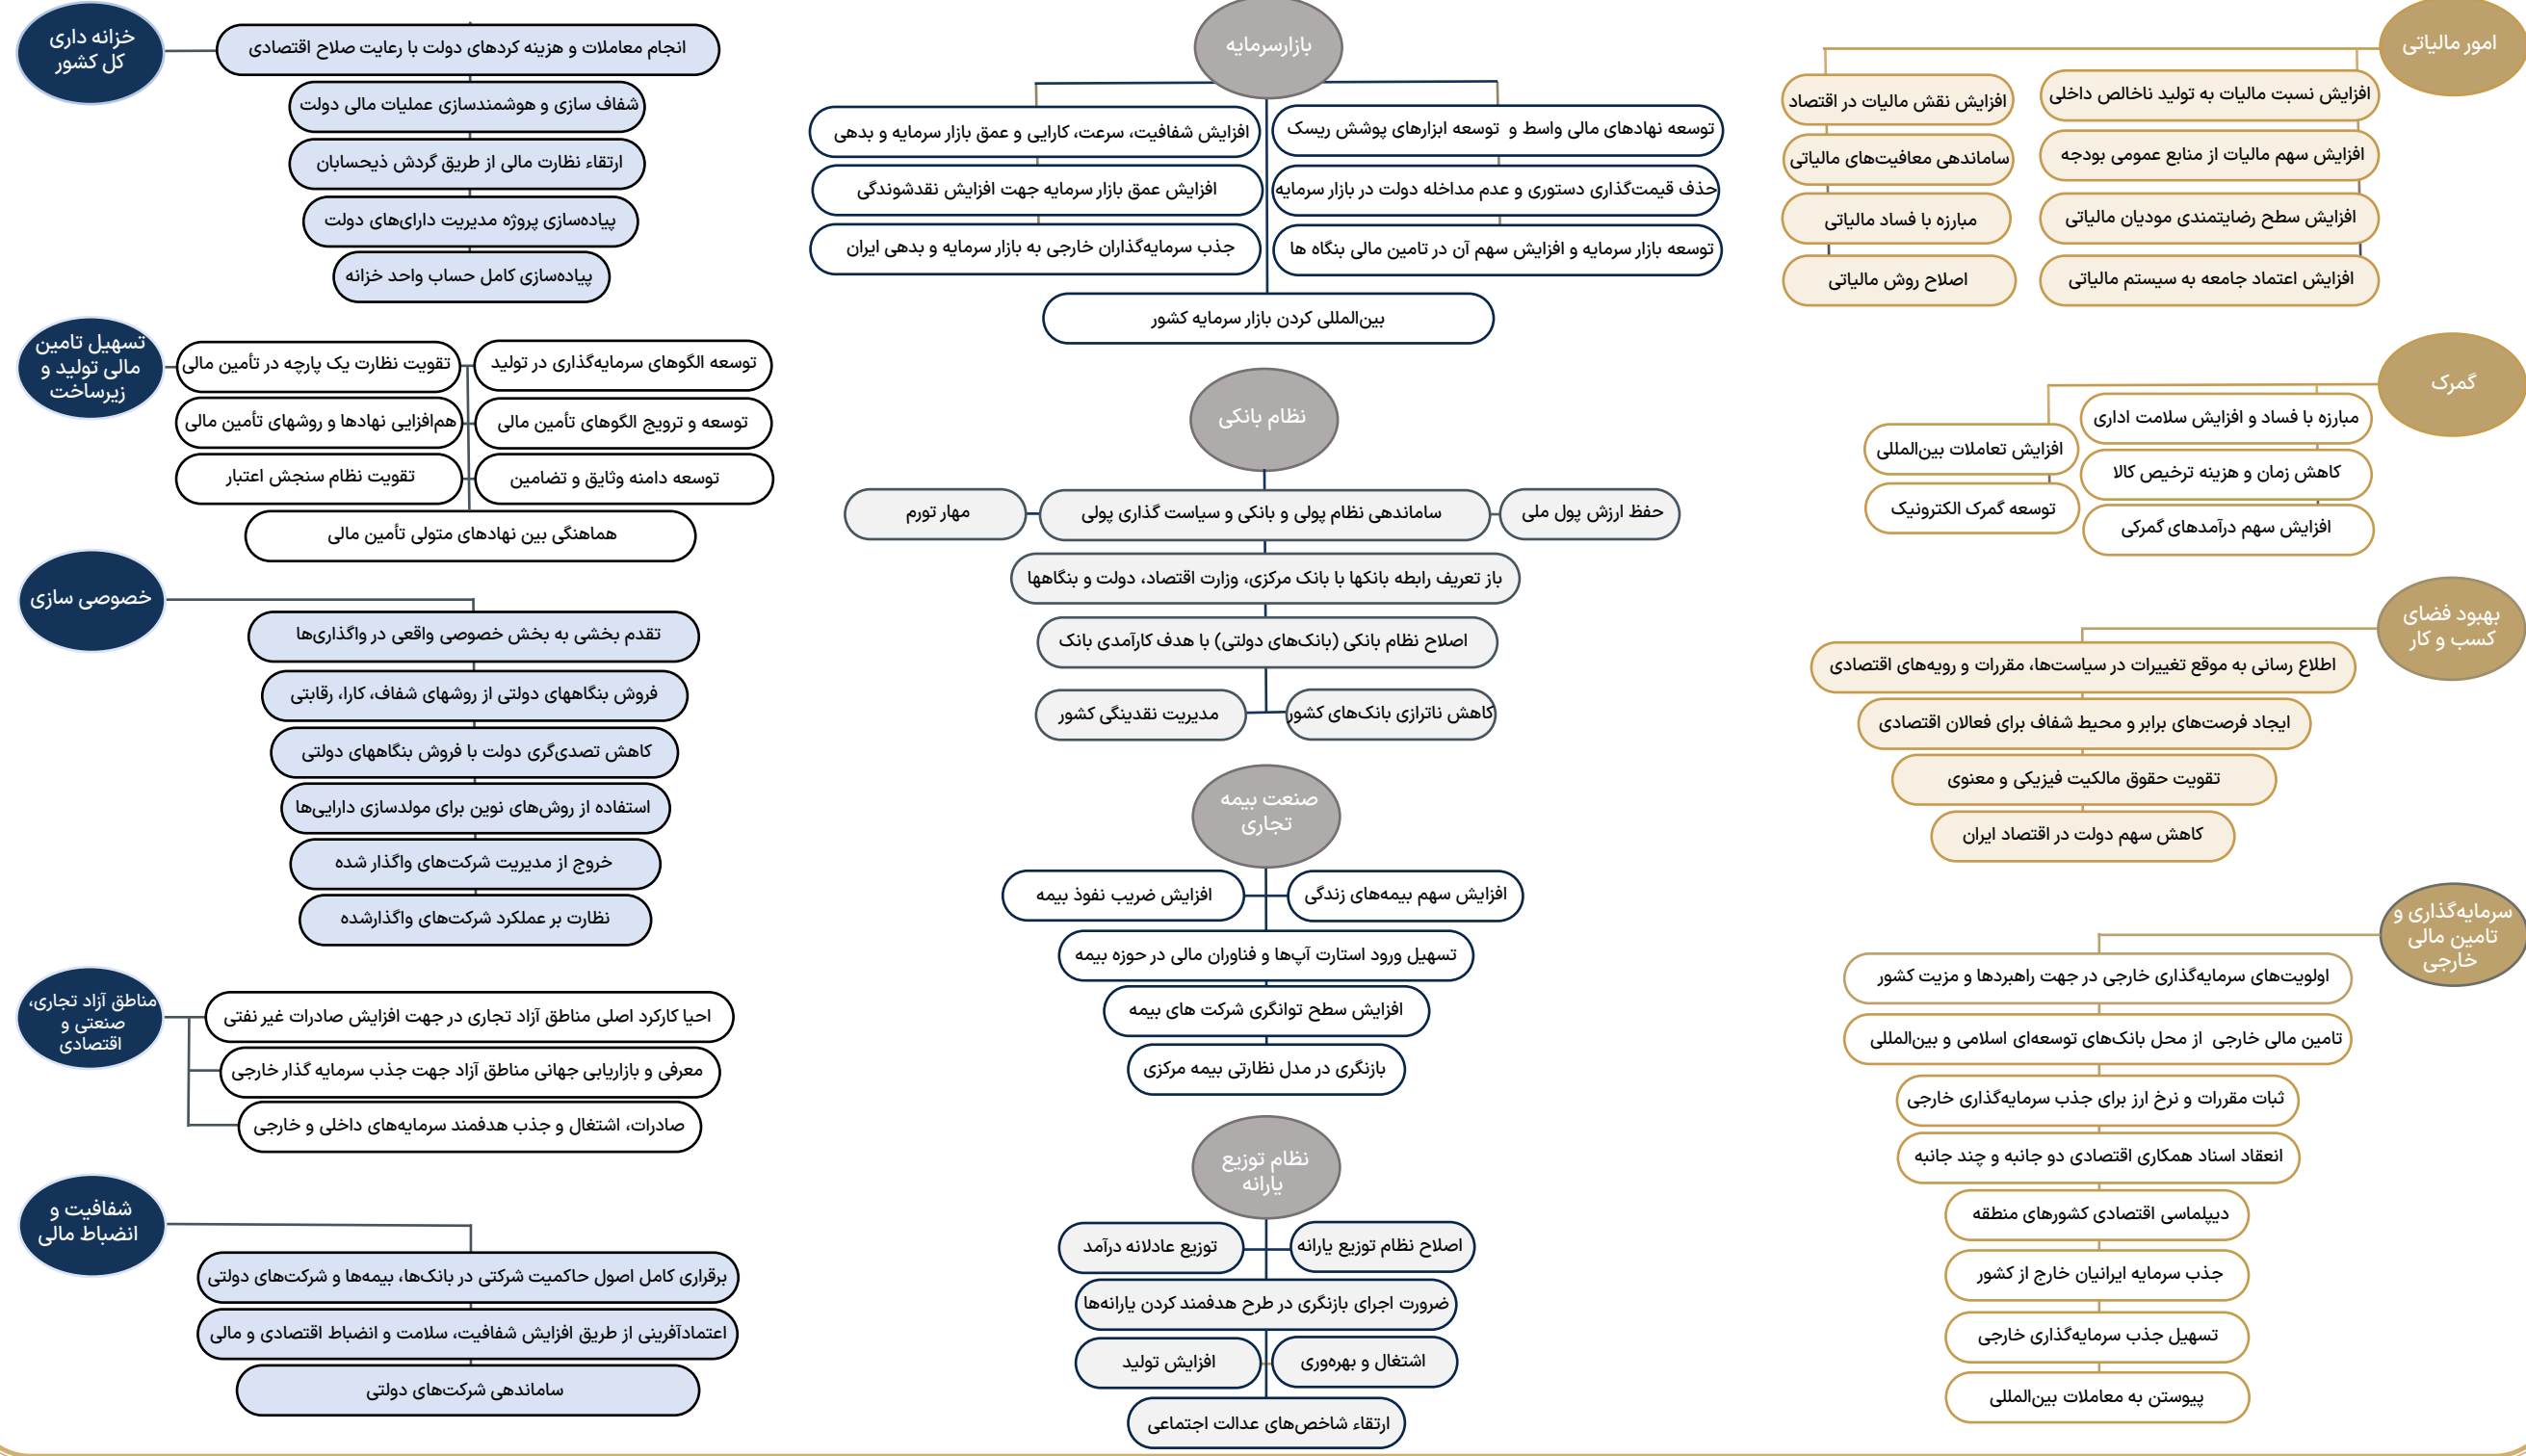 امور مالیاتی
افزایش نسبت مالیات به تولید ناخالص داخلی
افزایش سهم مالیات از منابع عمومی بودجه
افزایش سطح رضایتمندی مودیان مالیاتی
افزایش اعتماد جامعه به سیستم مالیاتی
افزایش نقش مالیات در اقتصاد
ساماندهی معافیت‌های مالیاتی
مبارزه با فساد مالیاتی
اصلاح روش مالیاتی
گمرک
مبارزه با فساد و افزایش سلامت اداری
کاهش زمان و هزینه ترخیص کالا
افزایش سهم درآمدهای گمرکی
افزایش تعاملات بین‌المللی
توسعه گمرک الکترونیک
بهبود فضای
کسب و کار
اطلاع رسانی به موقع تغییرات در سیاست‌ها، مقررات و رویه‌های اقتصادی
ایجاد فرصت‌های برابر و محیط شفاف برای فعالان اقتصادی
تقویت حقوق مالکیت فیزیکی و معنوی
کاهش سهم دولت در اقتصاد ایران
سرمایه‌گذاری و
تامین مالی
خارجی
اولویت‌های سرمایه‌گذاری خارجی در جهت راهبردها و مزیت کشور
تامین مالی خارجی از محل بانک‌های توسعه‌ای اسلامی و بین‌المللی
ثبات مقررات و نرخ ارز برای جذب سرمایه‌گذاری خارجی
انعقاد اسناد همکاری اقتصادی دو جانبه و چند جانبه
دیپلماسی اقتصادی کشورهای منطقه
جذب سرمایه ایرانیان خارج از کشور
تسهیل جذب سرمایه‌گذاری خارجی
پیوستن به معاملات بین‌المللی
بازارسرمایه
توسعه نهادهای مالی واسط و توسعه ابزارهای پوشش ریسک
حذف قیمت‌گذاری دستوری و عدم مداخله دولت در بازار سرمایه
توسعه بازار سرمایه و افزایش سهم آن در تامین مالی بنگاه ها
افزایش شفافیت، سرعت، کارایی و عمق بازار سرمایه و بدهی
افزایش عمق بازار سرمایه جهت افزایش نقدشوندگی
جذب سرمایه‌گذاران خارجی به بازار سرمایه و بدهی ایران
بین‌المللی کردن بازار سرمایه کشور
نظام بانکی
حفظ ارزش پول ملی
ساماندهی نظام پولی و بانکی و سیاست گذاری پولی
مهار تورم
باز تعریف رابطه بانکها با بانک مرکزی، وزارت اقتصاد، دولت و بنگاهها
اصلاح نظام بانکی (بانک‌های دولتی) با هدف کارآمدی بانک
کاهش ناترازی بانک‌های کشور
مدیریت نقدینگی کشور
صنعت بیمه
تجاری
افزایش سهم بیمه‌های زندگی
افزایش ضریب نفوذ بیمه
تسهیل ورود استارت آپ‌ها و فناوران مالی در حوزه بیمه
افزایش سطح توانگری شرکت های بیمه
بازنگری در مدل نظارتی بیمه مرکزی
نظام توزیع
یارانه
اصلاح نظام توزیع یارانه
توزیع عادلانه درآمد
ضرورت اجرای بازنگری در طرح هدفمند کردن یارانه‌ها
اشتغال و بهره‌وری
افزایش تولید
ارتقاء شاخص‌های عدالت اجتماعی
خزانه داری
کل کشور
انجام معاملات و هزینه کردهای دولت با رعایت صلاح اقتصادی
شفاف سازی و هوشمندسازی عملیات مالی دولت
ارتقاء نظارت مالی از طریق گردش ذیحسابان
پیاده‌سازی پروژه مدیریت دارای‌های دولت
پیاده‌سازی کامل حساب واحد خزانه
تسهیل تامین
مالی تولید و
زیرساخت
توسعه الگوهای سرمایه‌گذاری در تولید
تقویت نظارت یک پارچه در تأمین مالی
توسعه و ترویج الگوهای تأمین مالی
هم‌افزایی نهادها و روشهای تأمین مالی
توسعه دامنه وثایق و تضامین
تقویت نظام سنجش اعتبار
هماهنگی بین نهادهای متولی تأمین مالی
خصوصی سازی
تقدم بخشی به بخش خصوصی واقعی در واگذاری‌ها
فروش بنگاههای دولتی از روشهای شفاف، کارا، رقابتی
کاهش تصدی‌گری دولت با فروش بنگاههای دولتی
استفاده از روش‌های نوین برای مولدسازی دارایی‌ها
خروج از مدیریت شرکت‌های واگذار شده
نظارت بر عملکرد شرکت‌های واگذارشده
مناطق آزاد تجاری،
صنعتی و
اقتصادی
احیا کارکرد اصلی مناطق آزاد تجاری در جهت افزایش صادرات غیر نفتی
معرفی و بازاریابی جهانی مناطق آزاد جهت جذب سرمایه گذار خارجی
صادرات، اشتغال و جذب هدفمند سرمایه‌های داخلی و خارجی
شفافیت و
انضباط مالی
برقراری کامل اصول حاکمیت شرکتی در بانک‌ها، بیمه‌ها و شرکت‌های دولتی
اعتمادآفرینی از طریق افزایش شفافیت، سلامت و انضباط اقتصادی و مالی
ساماندهی شرکت‌های دولتی